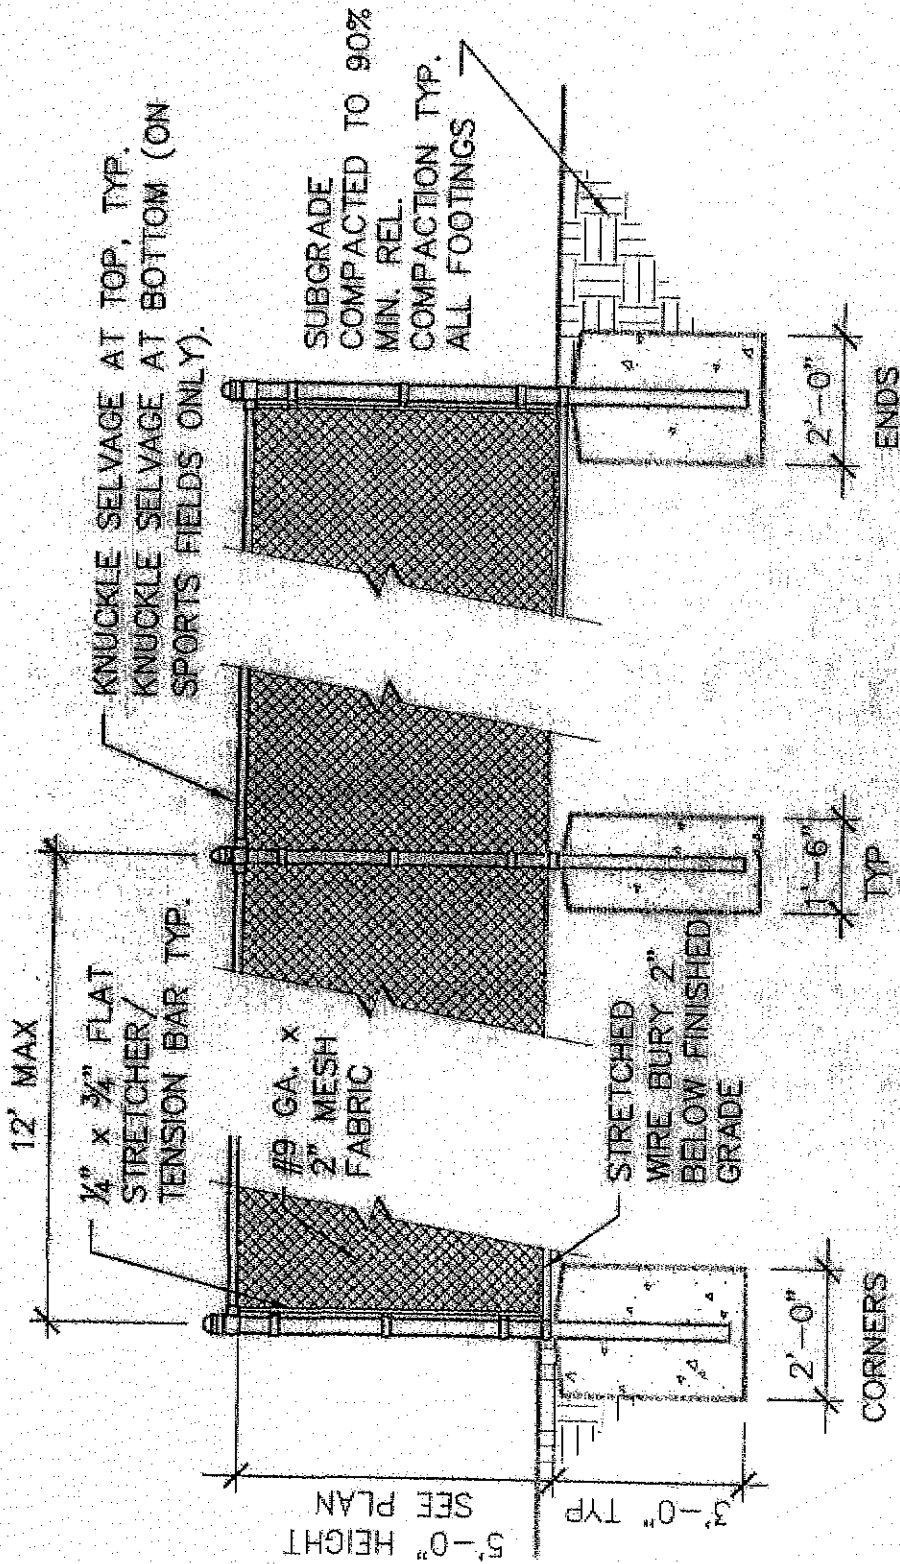 12' MAX
¼" x ¾" FLAT
STRETCHER/
TENSION BAR TYP.
KNUCKLE SELVAGE AT TOP, TYP.
KNUCKLE SELVAGE AT BOTTOM (ON
SPORTS FIELDS ONLY).
#9 GA. x
2" MESH
FABRIC
SUBGRADE
COMPACTED TO 90%
MIN. REL.
COMPACTION TYP.
ALL FOOTINGS
5'-0" HEIGHT
SEE PLAN
3'-0" TYP
STRETCHED
WIRE BURY 2"
BELOW FINISHED
GRADE
2'-0"
CORNERS
1'-6"
TYP
2'-0"
ENDS